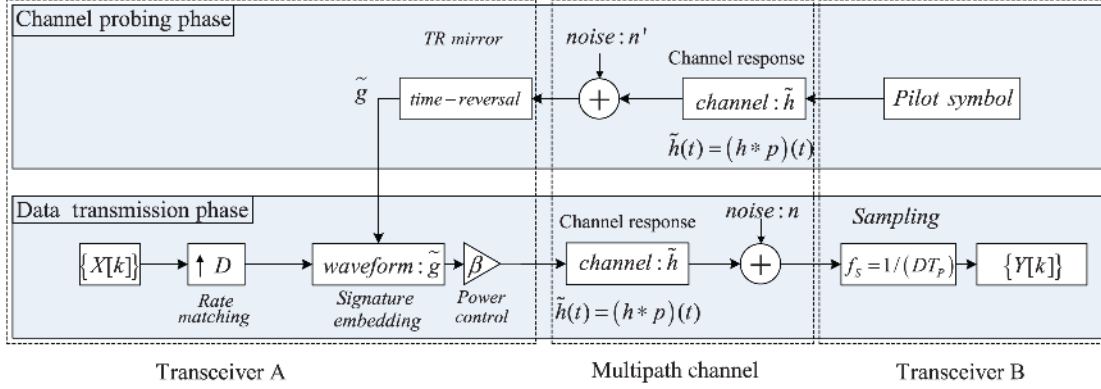 Channel probing phase
TR mirror
noise: n'
Channel response
g̃
time-reversal
+
channel: h̃
Pilot symbol
h̃(t) = (h * p)(t)
Data transmission phase
Channel response
noise: n
Sampling
{X[k]}
↑ D
waveform: g̃
β
channel: h̃
+
f_S = 1/(DT_P)
{Y[k]}
Rate
matching
Signature
embedding
Power
control
h̃(t) = (h * p)(t)
Transceiver A
Multipath channel
Transceiver B